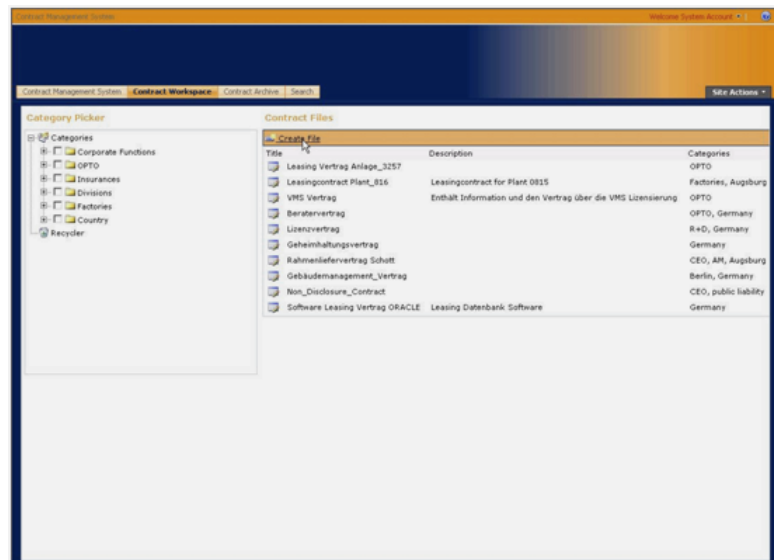 Contract Management System Welcome System Account
Contract Management System Contract Workspace Contract Archive Search Site Actions
Category Picker
Categories
Corporate Functions
OPTO
Insurances
Divisions
Factories
Country
Recycler
Contract Files
Create File
Title Description Categories
Leasing Vertrag Anlage_3257 OPTO
Leasingcontract Plant_816 Leasingcontract for Plant 0815 Factories, Augsburg
VMS Vertrag Enthält Information und den Vertrag über die VMS Lizensierung OPTO
Beratervertrag OPTO, Germany
Lizenzvertrag R+D, Germany
Geheimhaltungsvertrag Germany
Rahmenliefervertrag Schott CEO, AM, Augsburg
Gebäudemanagement_Vertrag Berlin, Germany
Non_Disclosure_Contract CEO, public liability
Software Leasing Vertrag ORACLE Leasing Datenbank Software Germany